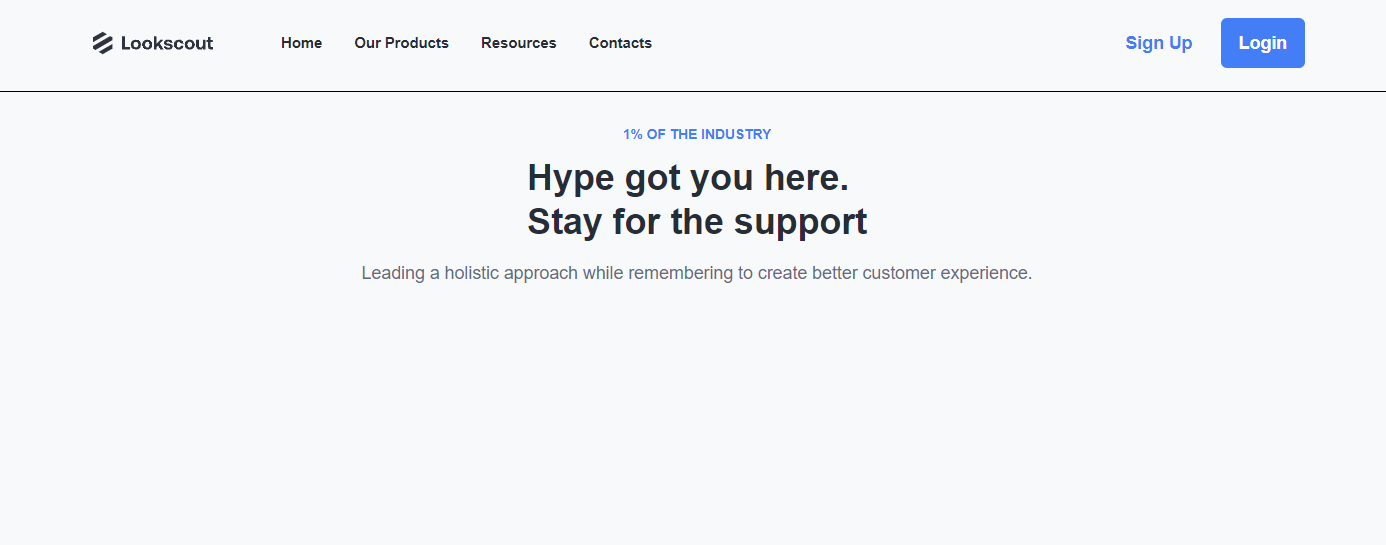 Lookscout Home Our Products Resources Contacts Sign Up Login
1% OF THE INDUSTRY
Hype got you here.
Stay for the support
Leading a holistic approach while remembering to create better customer experience.